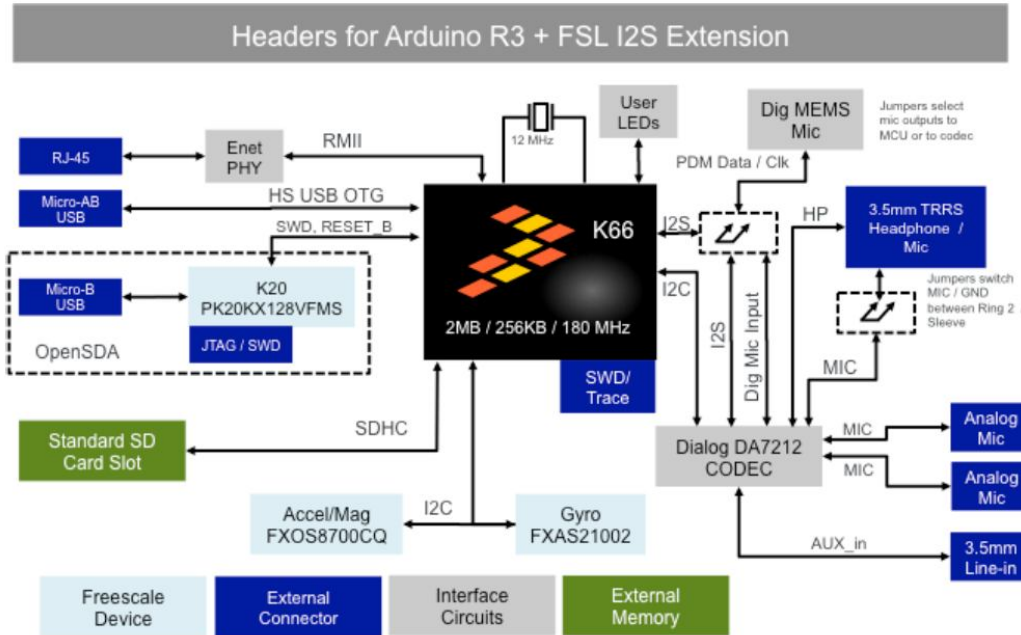 Headers for Arduino R3 + FSL I2S Extension
RJ-45
Enet
PHY
RMII
12 MHz
User
LEDs
Dig MEMS
Mic
Jumpers select
mic outputs to
MCU or to codec
PDM Data / Clk
Micro-AB
USB
HS USB OTG
SWD, RESET_B
K66
2MB / 256KB / 180 MHz
I2S
I2C
HP
3.5mm TRRS
Headphone /
Mic
Micro-B
USB
K20
PK20KX128VFMS
JTAG / SWD
OpenSDA
Jumpers switch
MIC / GND
between Ring 2
Sleeve
I2S
Dig Mic Input
MIC
SWD/
Trace
Standard SD
Card Slot
SDHC
Dialog DA7212
CODEC
MIC
Analog
Mic
MIC
Analog
Mic
Accel/Mag
FXOS8700CQ
I2C
Gyro
FXAS21002
AUX_in
3.5mm
Line-in
Freescale
Device
External
Connector
Interface
Circuits
External
Memory